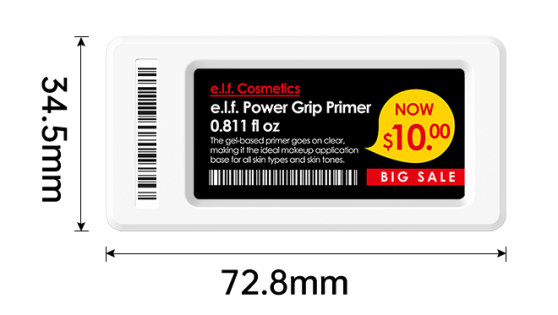 34.5mm
e.l.f. Cosmetics
e.l.f. Power Grip Primer
0.811 fl oz
The gel-based primer goes on clear,
making it the ideal makeup application
base for all skin types and skin tones.
NOW
$10.00
BIG SALE
72.8mm